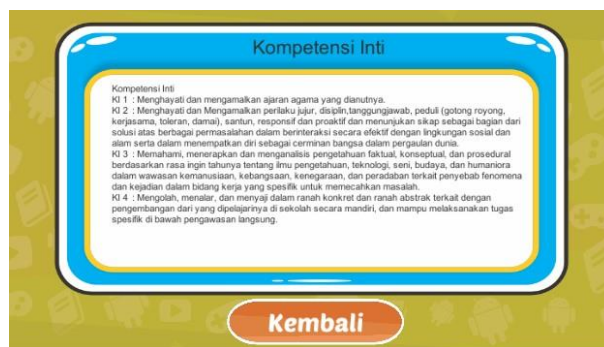 Kompetensi Inti
Kompetensi Inti
KI 1 : Menghayati dan mengamalkan ajaran agama yang dianutnya.
KI 2 : Menghayati dan Mengamalkan perilaku jujur, disiplin,tanggungjawab, peduli (gotong royong,
kerjasama, toleran, damai), santun, responsif dan proaktif dan menunjukan sikap sebagai bagian dari
solusi atas berbagai permasalahan dalam berinteraksi secara efektif dengan lingkungan sosial dan
alam serta dalam menempatkan diri sebagai cerminan bangsa dalam pergaulan dunia.
KI 3 : Memahami, menerapkan dan menganalisis pengetahuan faktual, konseptual, dan prosedural
berdasarkan rasa ingin tahunya tentang ilmu pengetahuan, teknologi, seni, budaya, dan humaniora
dalam wawasan kemanusiaan, kebangsaan, kenegaraan, dan peradaban terkait penyebab fenomena
dan kejadian dalam bidang kerja yang spesifik untuk memecahkan masalah.
KI 4 : Mengolah, menalar, dan menyaji dalam ranah konkret dan ranah abstrak terkait dengan
pengembangan dari yang dipelajarinya di sekolah secara mandiri, dan mampu melaksanakan tugas
spesifik di bawah pengawasan langsung.
Kembali